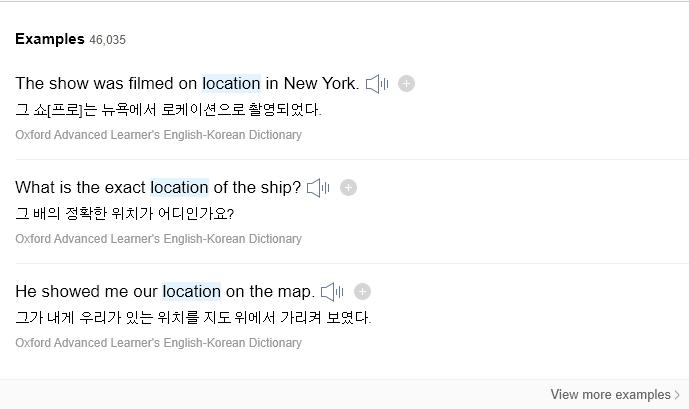 Examples 46,035
The show was filmed on location in New York.
그 쇼[프로]는 뉴욕에서 로케이션으로 촬영되었다.
Oxford Advanced Learner's English-Korean Dictionary
What is the exact location of the ship?
그 배의 정확한 위치가 어디인가요?
Oxford Advanced Learner's English-Korean Dictionary
He showed me our location on the map.
그가 내게 우리가 있는 위치를 지도 위에서 가리켜 보였다.
Oxford Advanced Learner's English-Korean Dictionary
View more examples